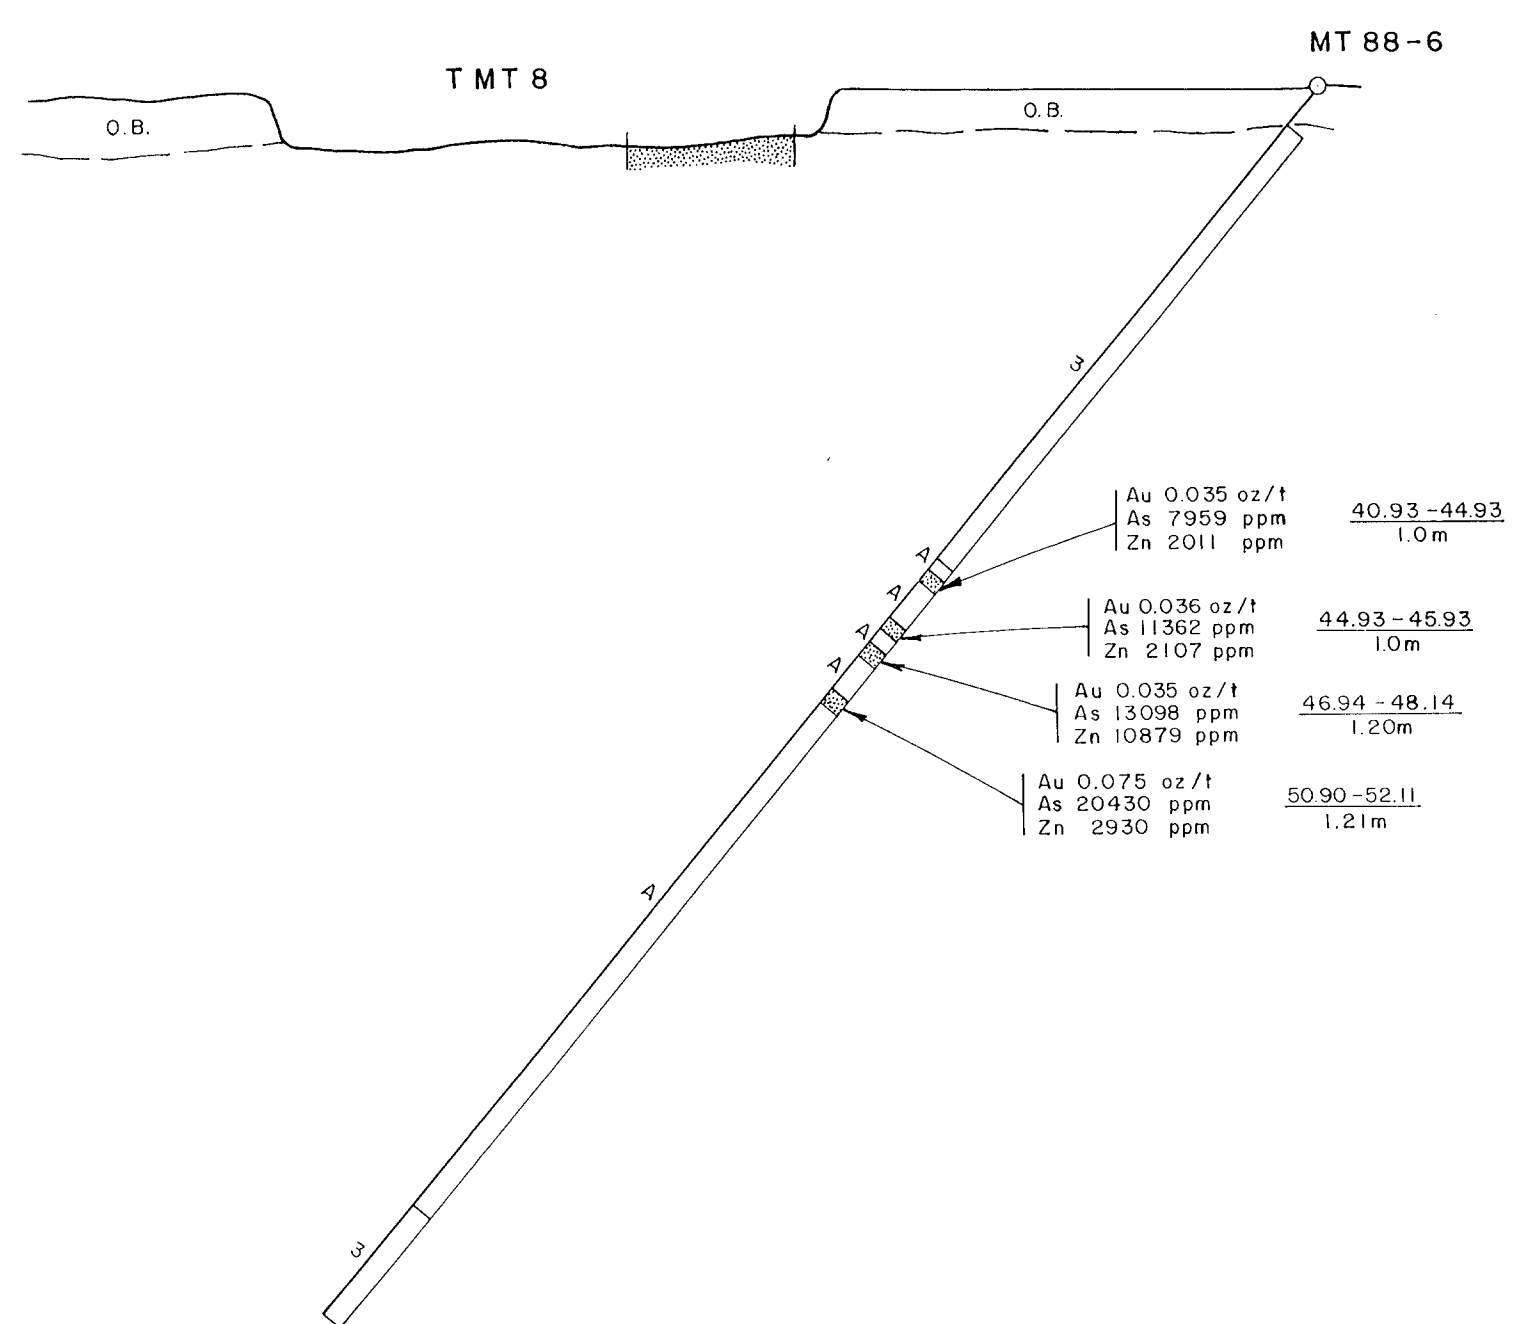 MT 88-6
TMT 8
O.B.
O.B.
3
Au 0.035 oz/t
As 7959 ppm
Zn 2011 ppm
40.93-44.93
1.0m
A
A
Au 0.036 oz/t
As 11362 ppm
Zn 2107 ppm
44.93-45.93
1.0m
A
A
Au 0.035 oz/t
As 13098 ppm
Zn 10879 ppm
46.94-48.14
1.20m
Au 0.075 oz/t
As 20430 ppm
Zn 2930 ppm
50.90-52.11
1.21m
A
3